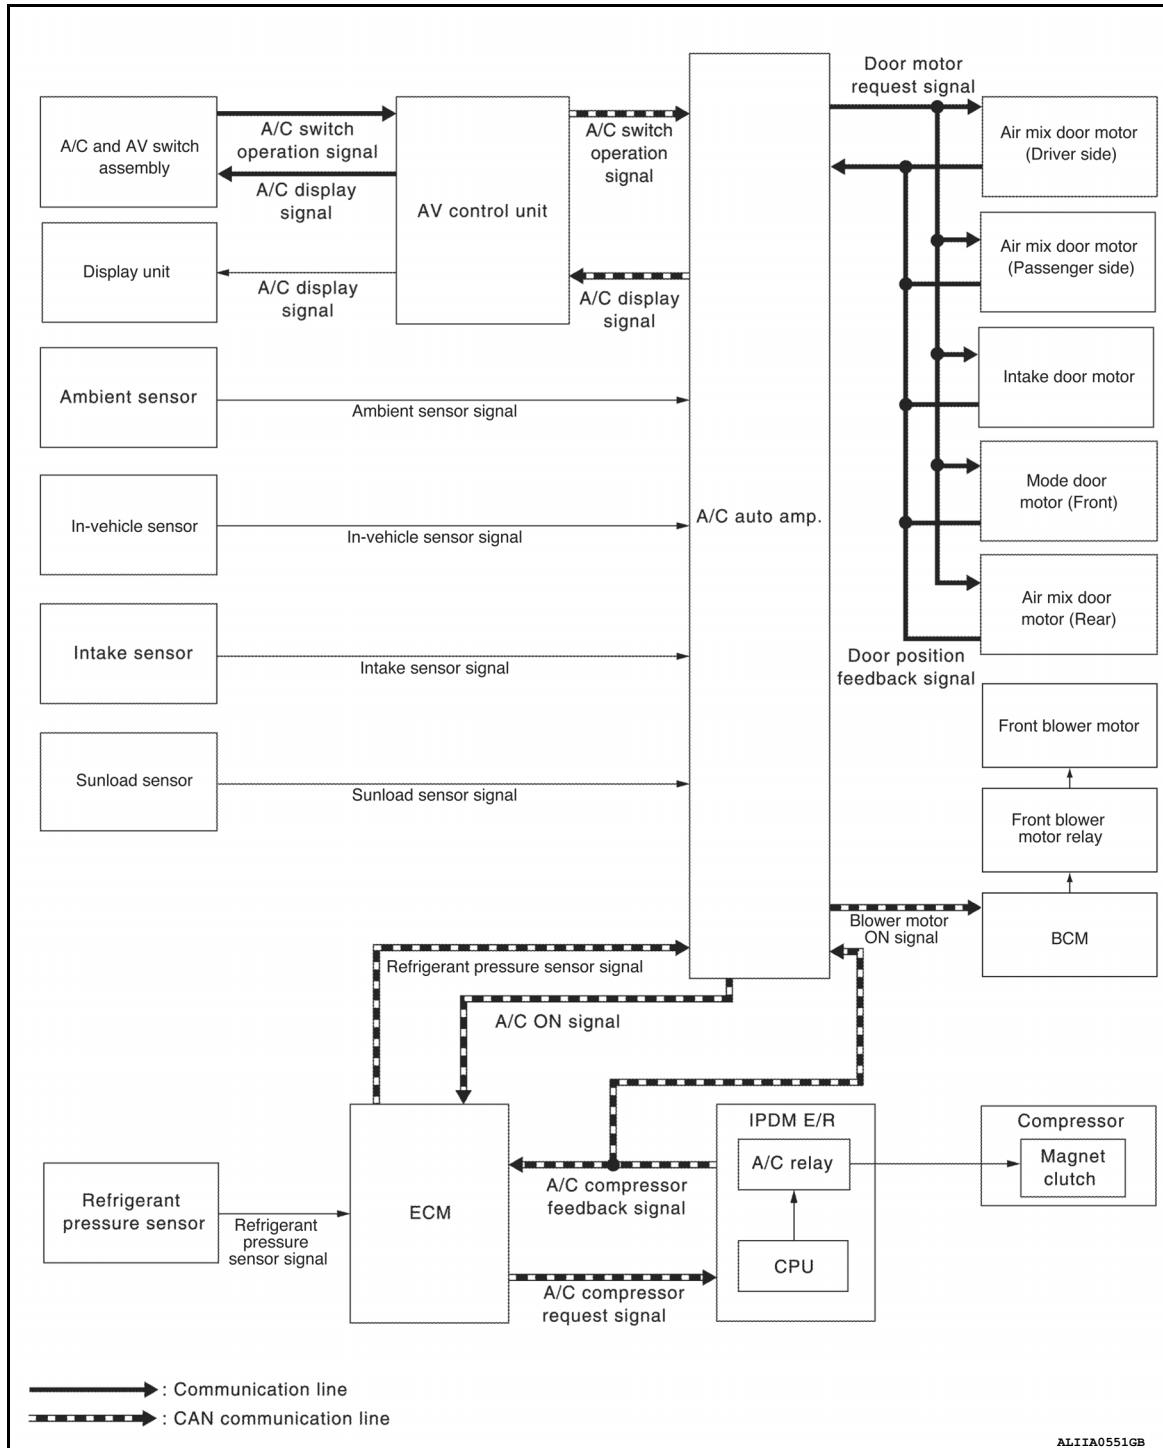 Door motor
request signal
A/C and AV switch
assembly
A/C switch
operation signal
A/C display
signal
AV control unit
A/C switch
operation
signal
Air mix door motor
(Driver side)
Display unit
A/C display
signal
A/C display
signal
Air mix door motor
(Passenger side)
Ambient sensor
Ambient sensor signal
Intake door motor
In-vehicle sensor
In-vehicle sensor signal
A/C auto amp.
Mode door
motor (Front)
Intake sensor
Intake sensor signal
Air mix door
motor (Rear)
Door position
feedback signal
Sunload sensor
Sunload sensor signal
Front blower motor
Front blower
motor relay
Blower motor
ON signal
BCM
Refrigerant pressure sensor signal
A/C ON signal
Refrigerant
pressure sensor
Refrigerant
pressure
sensor signal
ECM
A/C compressor
feedback signal
A/C compressor
request signal
IPDM E/R
A/C relay
CPU
Compressor
Magnet
clutch
: Communication line
: CAN communication line
ALIIA0551GB